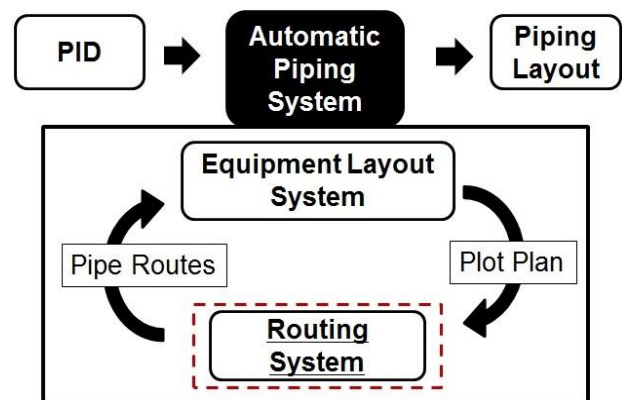 PID
Automatic
Piping
System
Piping
Layout
Equipment Layout
System
Pipe Routes
Plot Plan
Routing
System